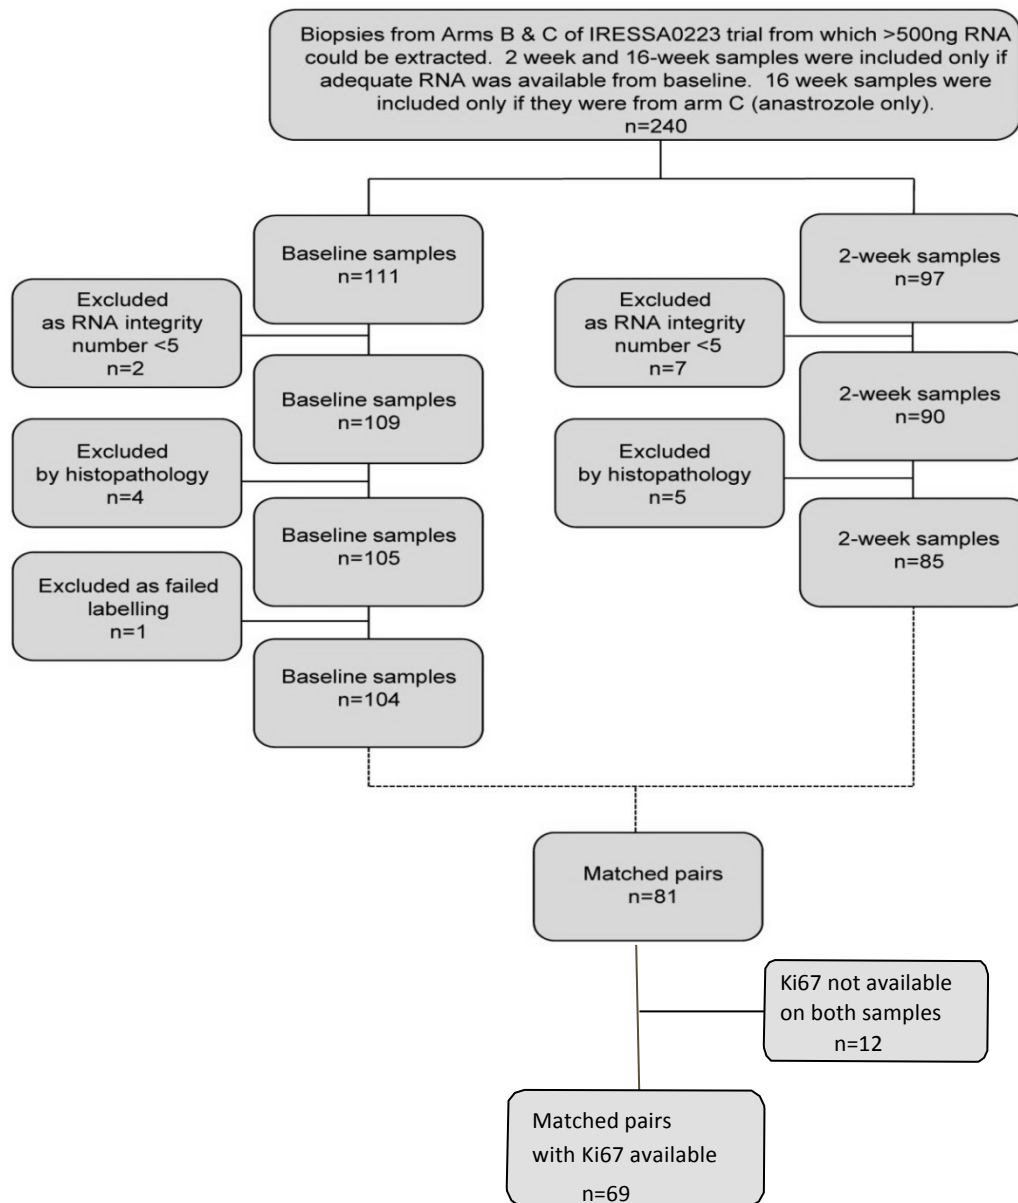 Biopsies from Arms B & C of IRESSA0223 trial from which >500ng RNA
could be extracted.  2 week and 16-week samples were included only if
adequate RNA was available from baseline.  16 week samples were
included only if they were from arm C (anastrozole only).
n=240
Baseline samples
n=111
2-week samples
n=97
Excluded
as RNA integrity
number <5
n=2
Excluded
as RNA integrity
number <5
n=7
Baseline samples
n=109
2-week samples
n=90
Excluded
by histopathology
n=4
Excluded
by histopathology
n=5
Baseline samples
n=105
2-week samples
n=85
Excluded as failed
labelling
n=1
Baseline samples
n=104
Matched pairs
n=81
Ki67 not available
on both samples
n=12
Matched pairs
with Ki67 available
n=69